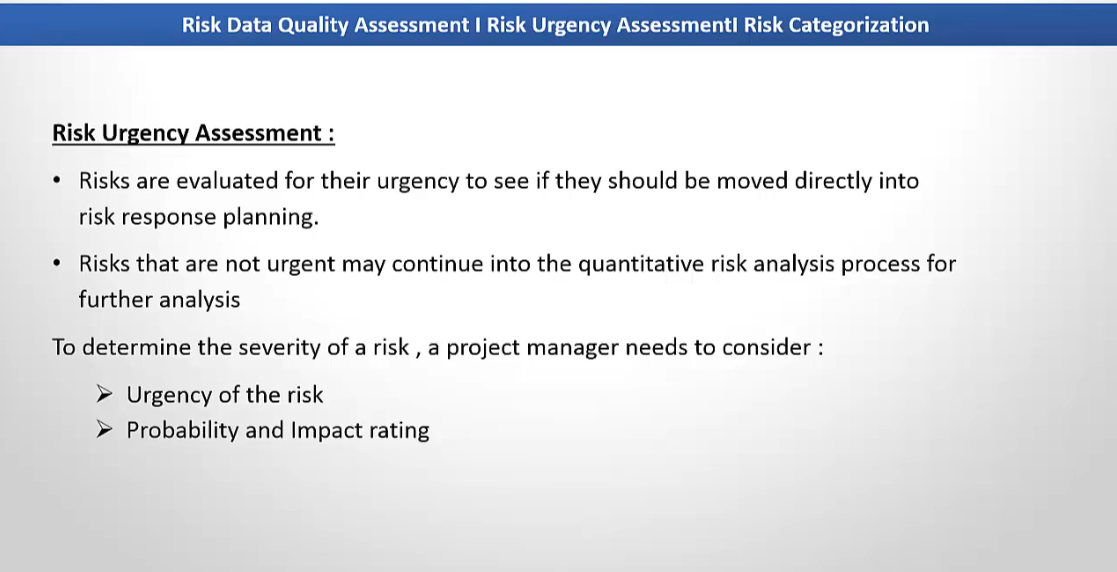 Risk Data Quality Assessment I Risk Urgency AssessmentI Risk Categorization
Risk Urgency Assessment :
• Risks are evaluated for their urgency to see if they should be moved directly into
risk response planning.
• Risks that are not urgent may continue into the quantitative risk analysis process for
further analysis
To determine the severity of a risk , a project manager needs to consider :
➢ Urgency of the risk
➢ Probability and Impact rating